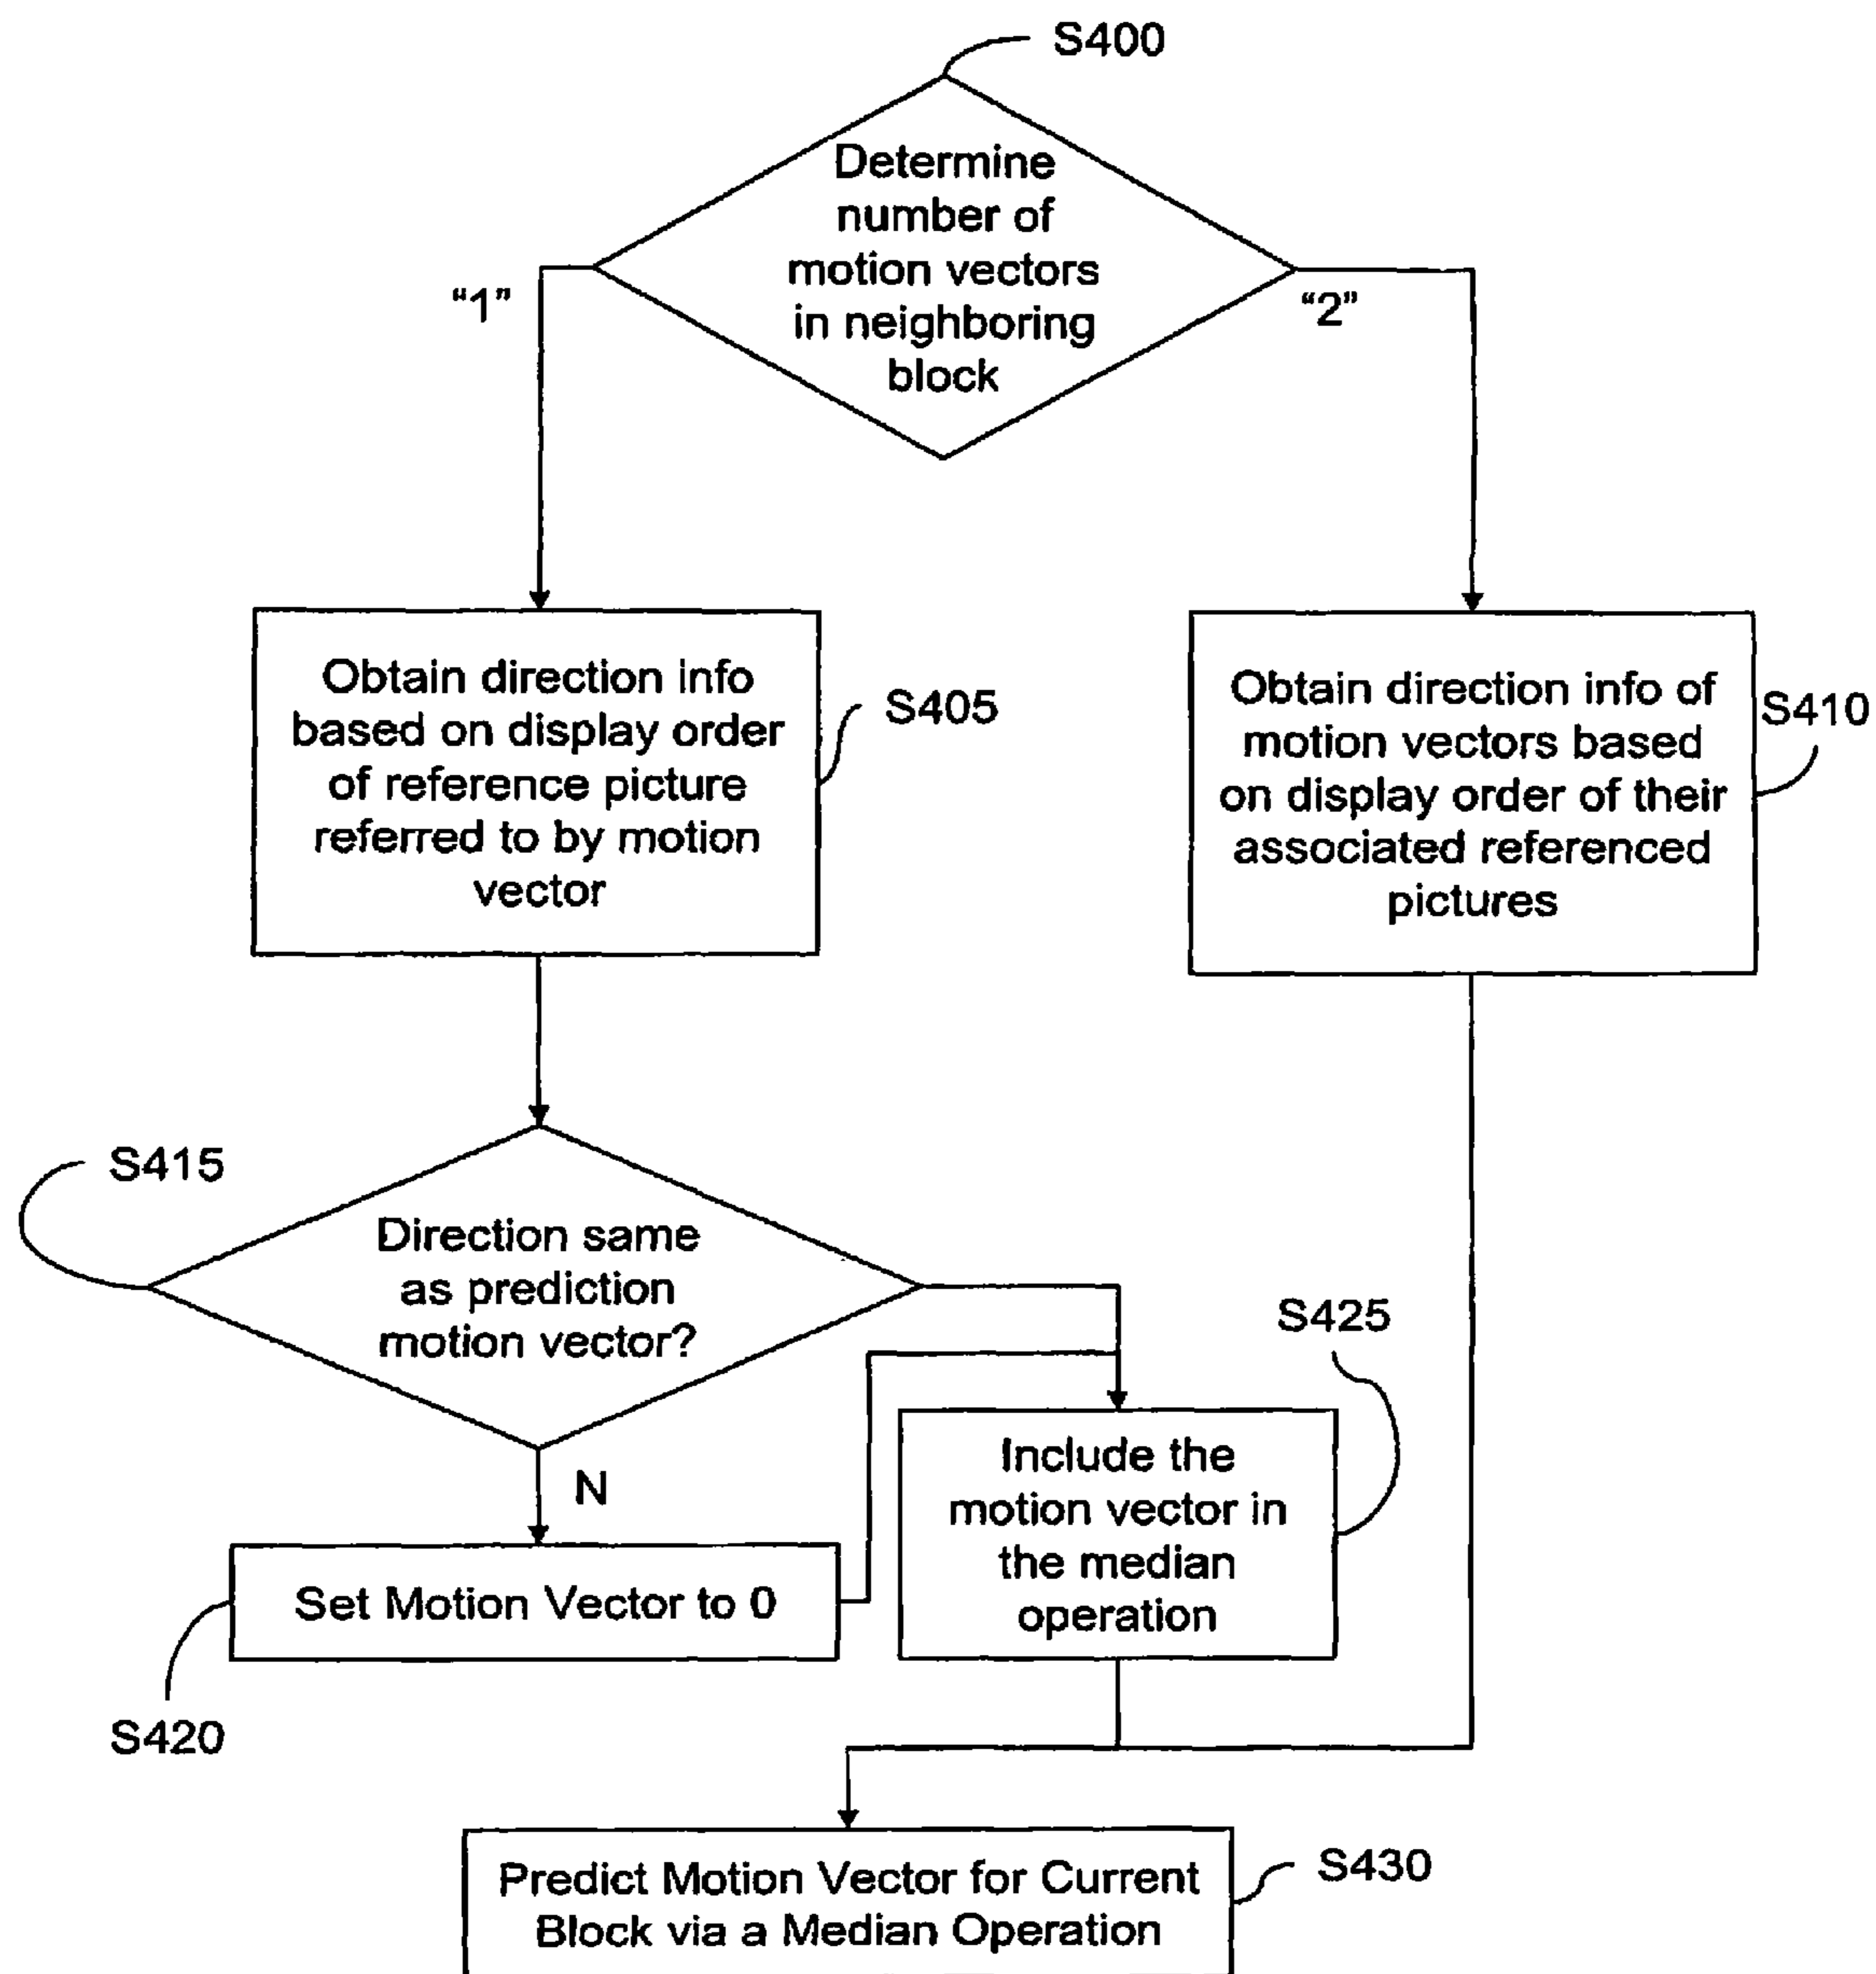 S400
Determine
number of
motion vectors
in neighboring
block
"1"
"2"
Obtain direction info
based on display order
of reference picture
referred to by motion
vector
S405
Obtain direction info of
motion vectors based
on display order of their
associated referenced
pictures
S410
S415
Direction same
as prediction
motion vector?
N
S425
Include the
motion vector in
the median
operation
Set Motion Vector to 0
S420
Predict Motion Vector for Current
Block via a Median Operation
S430